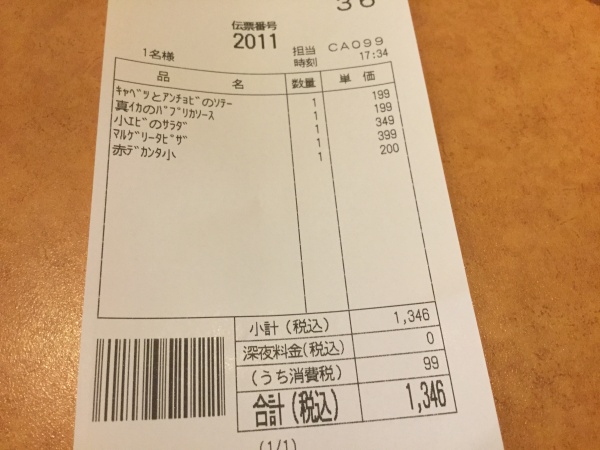 36
伝票番号
2011
1名様
担当 CA099
時刻 17:34
品 名 数量 単価
ｷｬﾍﾞﾂとｱﾝﾁｮﾋﾞのｿﾃｰ 1 199
真ｲｶのﾊﾟﾌﾟﾘｶｿｰｽ 1 199
小ｴﾋﾞのｻﾗﾀﾞ 1 349
ﾏﾙｹﾞﾘｰﾀﾋﾟｻﾞ 1 399
赤ﾃﾞｶﾝﾀ小 1 200
小計(税込) 1,346
深夜料金(税込) 0
(うち消費税) 99
合計(税込) 1,346
(1/1)